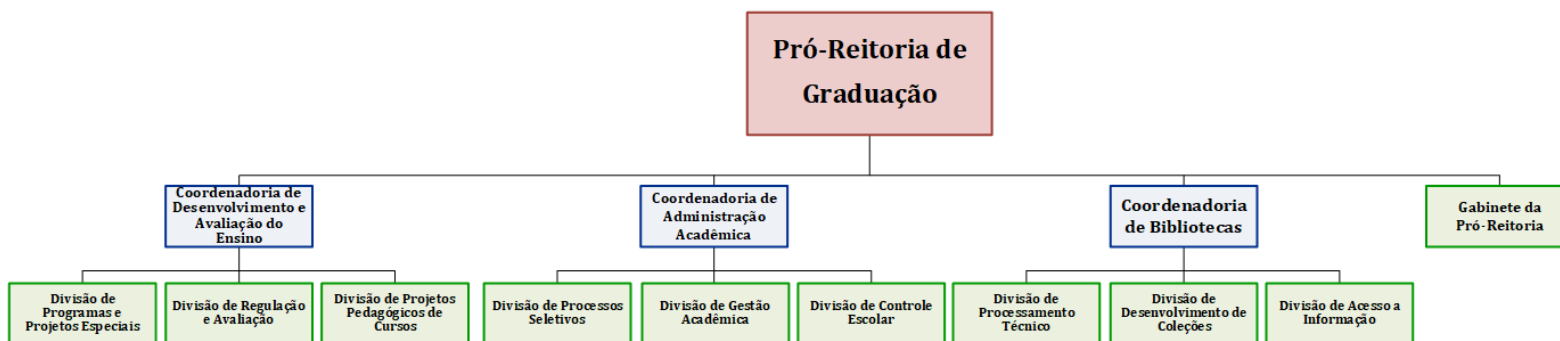 Pró-Reitoria de
Graduação
Coordenadoria de
Desenvolvimento e
Avaliação do
Ensino
Coordenadoria de
Administração
Acadêmica
Coordenadoria
de Bibliotecas
Gabinete da
Pró-Reitoria
Divisão de
Programas e
Projetos Especiais
Divisão de Regulação
e Avaliação
Divisão de Projetos
Pedagógicos de
Cursos
Divisão de Processos
Seletivos
Divisão de Gestão
Acadêmica
Divisão de Controle
Escolar
Divisão de
Processamento
Técnico
Divisão de
Desenvolvimento de
Coleções
Divisão de Acesso a
Informação